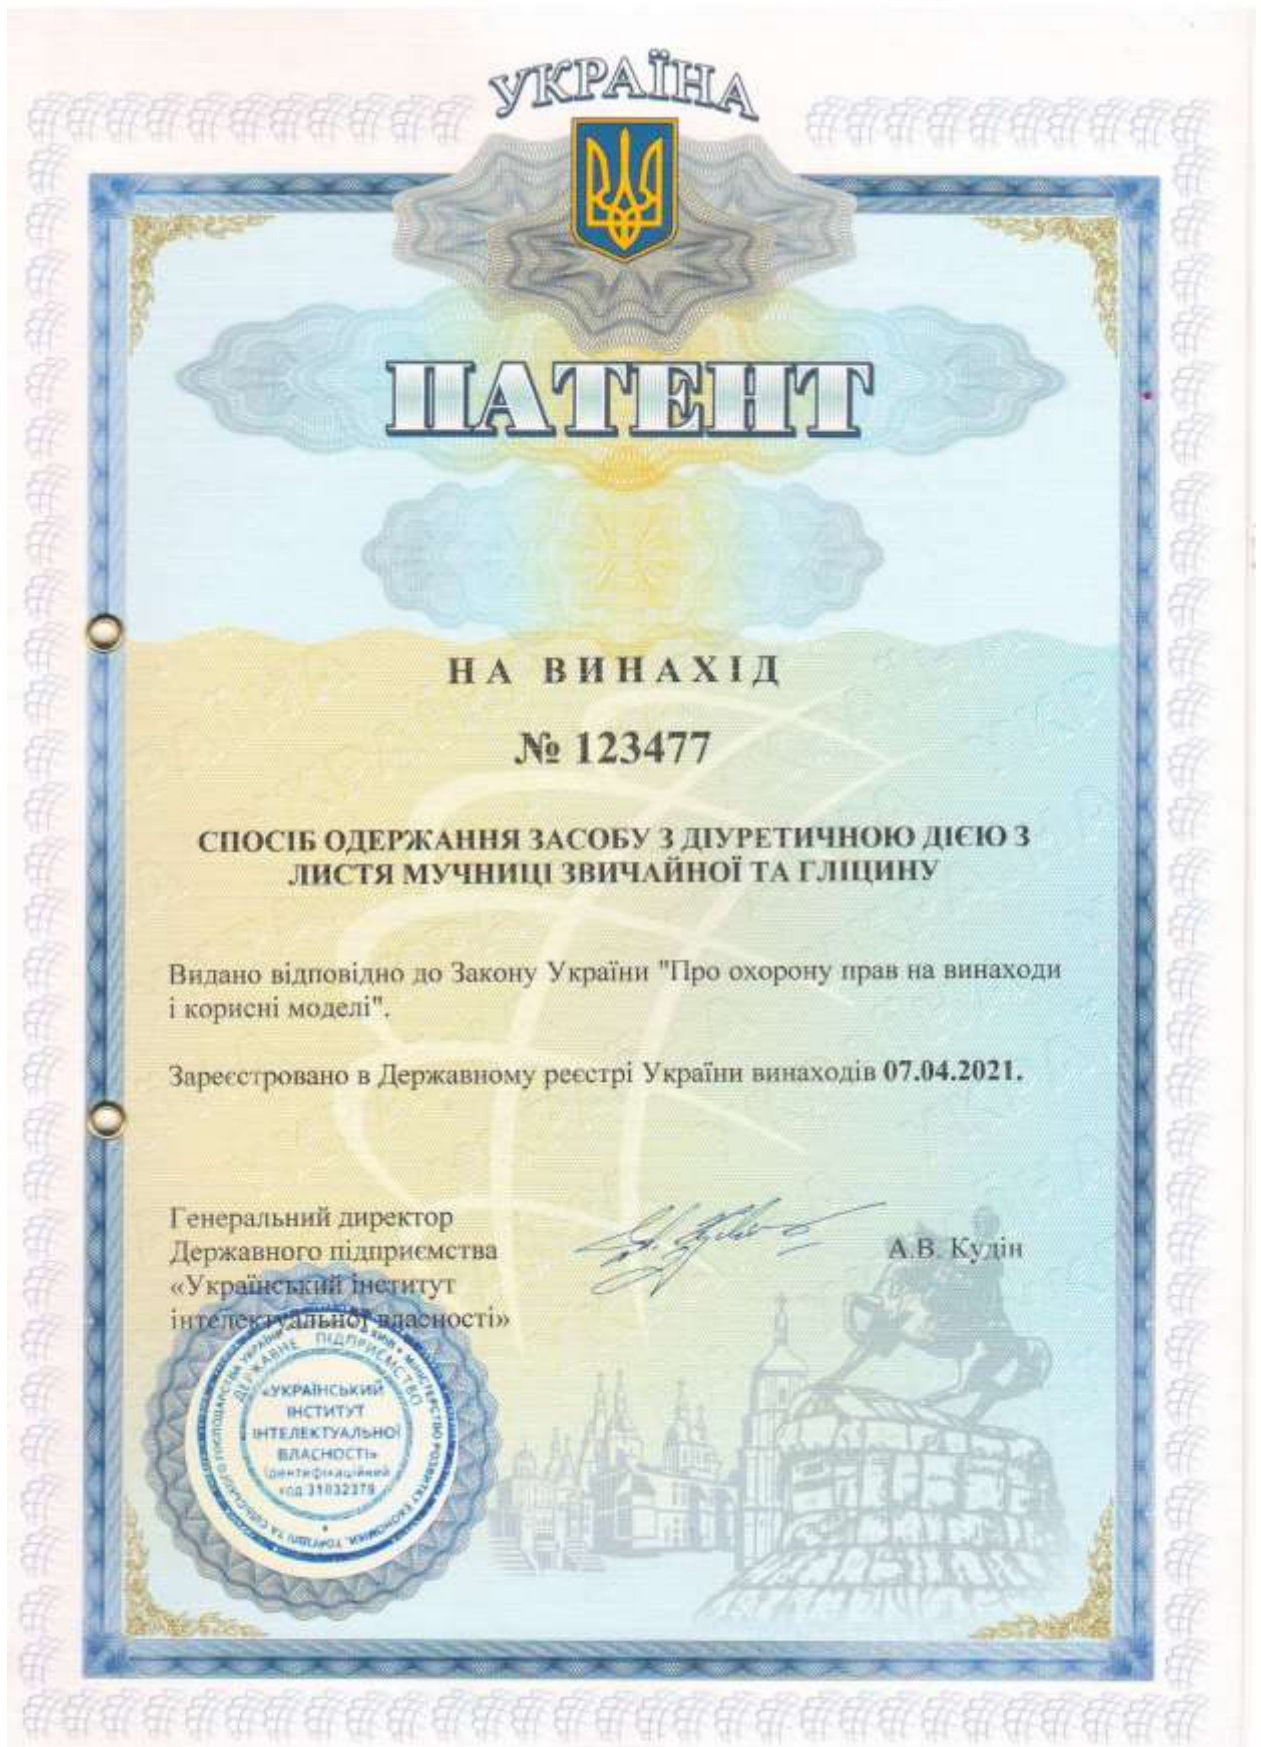 УКРАЇНА
ПАТЕНТ
НА ВИНАХІД
№ 123477
СПОСІБ ОДЕРЖАННЯ ЗАСОБУ З ДІУРЕТИЧНОЮ ДІЄЮ З
ЛИСТЯ МУЧНИЦІ ЗВИЧАЙНОЇ ТА ГЛІЦИНУ
Видано відповідно до Закону України "Про охорону прав на винаходи
і корисні моделі".
Зареєстровано в Державному реєстрі України винаходів 07.04.2021.
Генеральний директор
Державного підприємства
«Український інститут
інтелектуальної власності»
А.В. Кудін
ДЕРЖАВНЕ ПІДПРИЄМСТВО
«УКРАЇНСЬКИЙ
ІНСТИТУТ
ІНТЕЛЕКТУАЛЬНОЇ
ВЛАСНОСТІ»
ідентифікаційний
код 31032378